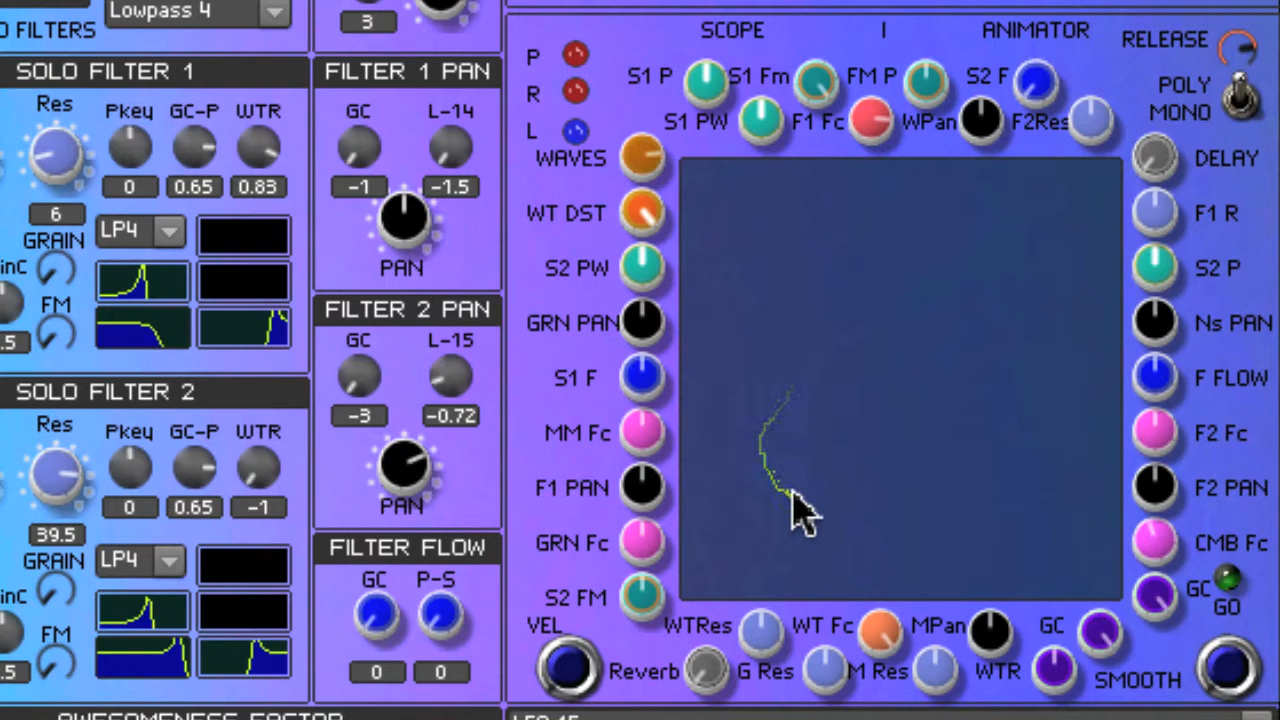 Lowpass 4
FILTERS
3
SOLO FILTER 1
Res
Pkey GC-P WTR
0 0.65 0.83
6
GRAIN
LP4
inC
FM
.5
SOLO FILTER 2
Res
Pkey GC-P WTR
0 0.65 -1
39.5
GRAIN
LP4
inC
FM
.5
FILTER 1 PAN
GC L-14
-1 -1.5
PAN
FILTER 2 PAN
GC L-15
-3 -0.72
PAN
FILTER FLOW
GC P-S
0 0
SCOPE I ANIMATOR
P
R
L
S1 P S1 Fm FM P S2 F
S1 PW F1 Fc WPan F2Res
RELEASE
POLY
MONO
WAVES
WT DST
S2 PW
GRN PAN
S1 F
MM Fc
F1 PAN
GRN Fc
S2 FM
VEL
DELAY
F1 R
S2 P
Ns PAN
F FLOW
F2 Fc
F2 PAN
CMB Fc
GC
GO
WTRes WT Fc MPan GC
Reverb G Res M Res WTR
SMOOTH
AWESOMENESS FACTOR
LFO 15